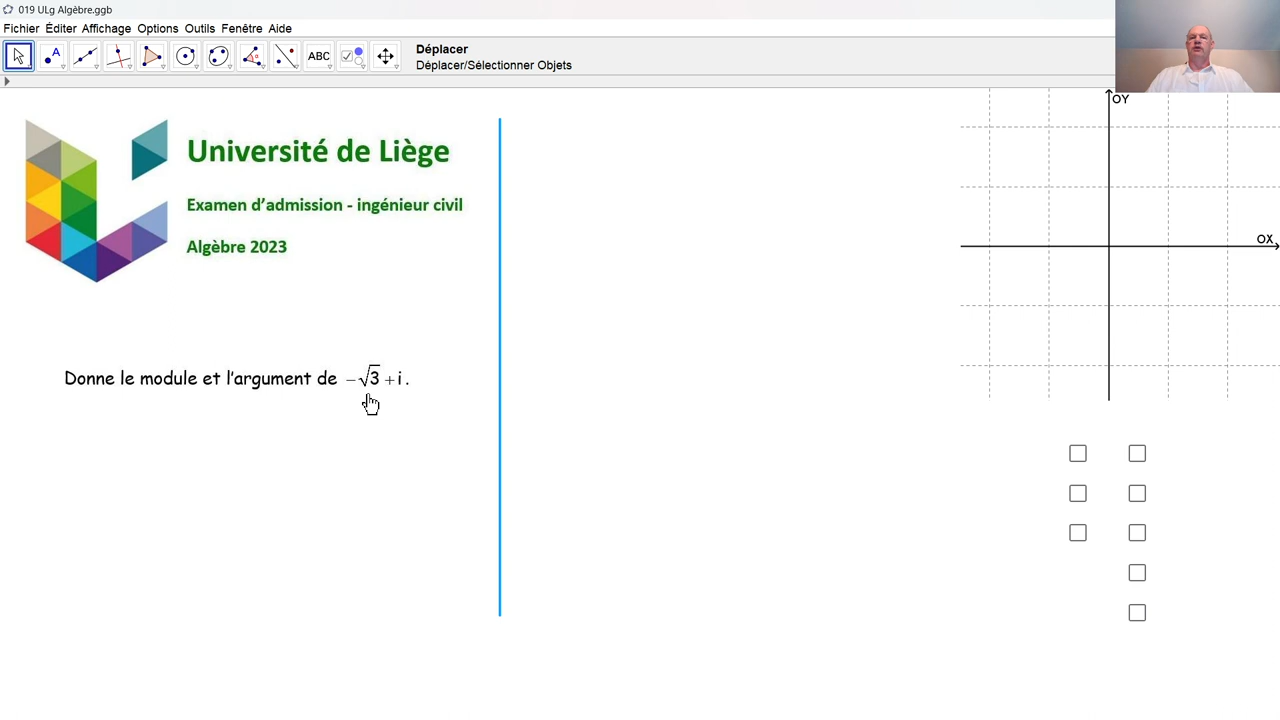 019 ULg Algèbre.ggb
Fichier Éditer Affichage Options Outils Fenêtre Aide
A
ABC
Déplacer
Déplacer/Sélectionner Objets
OY
Université de Liège
Examen d'admission - ingénieur civil
Algèbre 2023
OX
Donne le module et l'argument de −√3 + i.